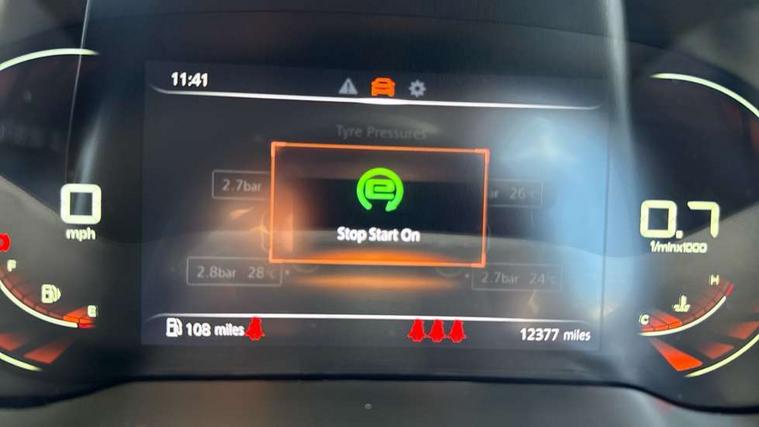 11:41
Tyre Pressures
2.7bar
26°c
Stop Start On
2.8bar 28°c
2.7bar 24°c
0
mph
0.7
1/minx1000
F
E
H
C
108 miles
12377 miles